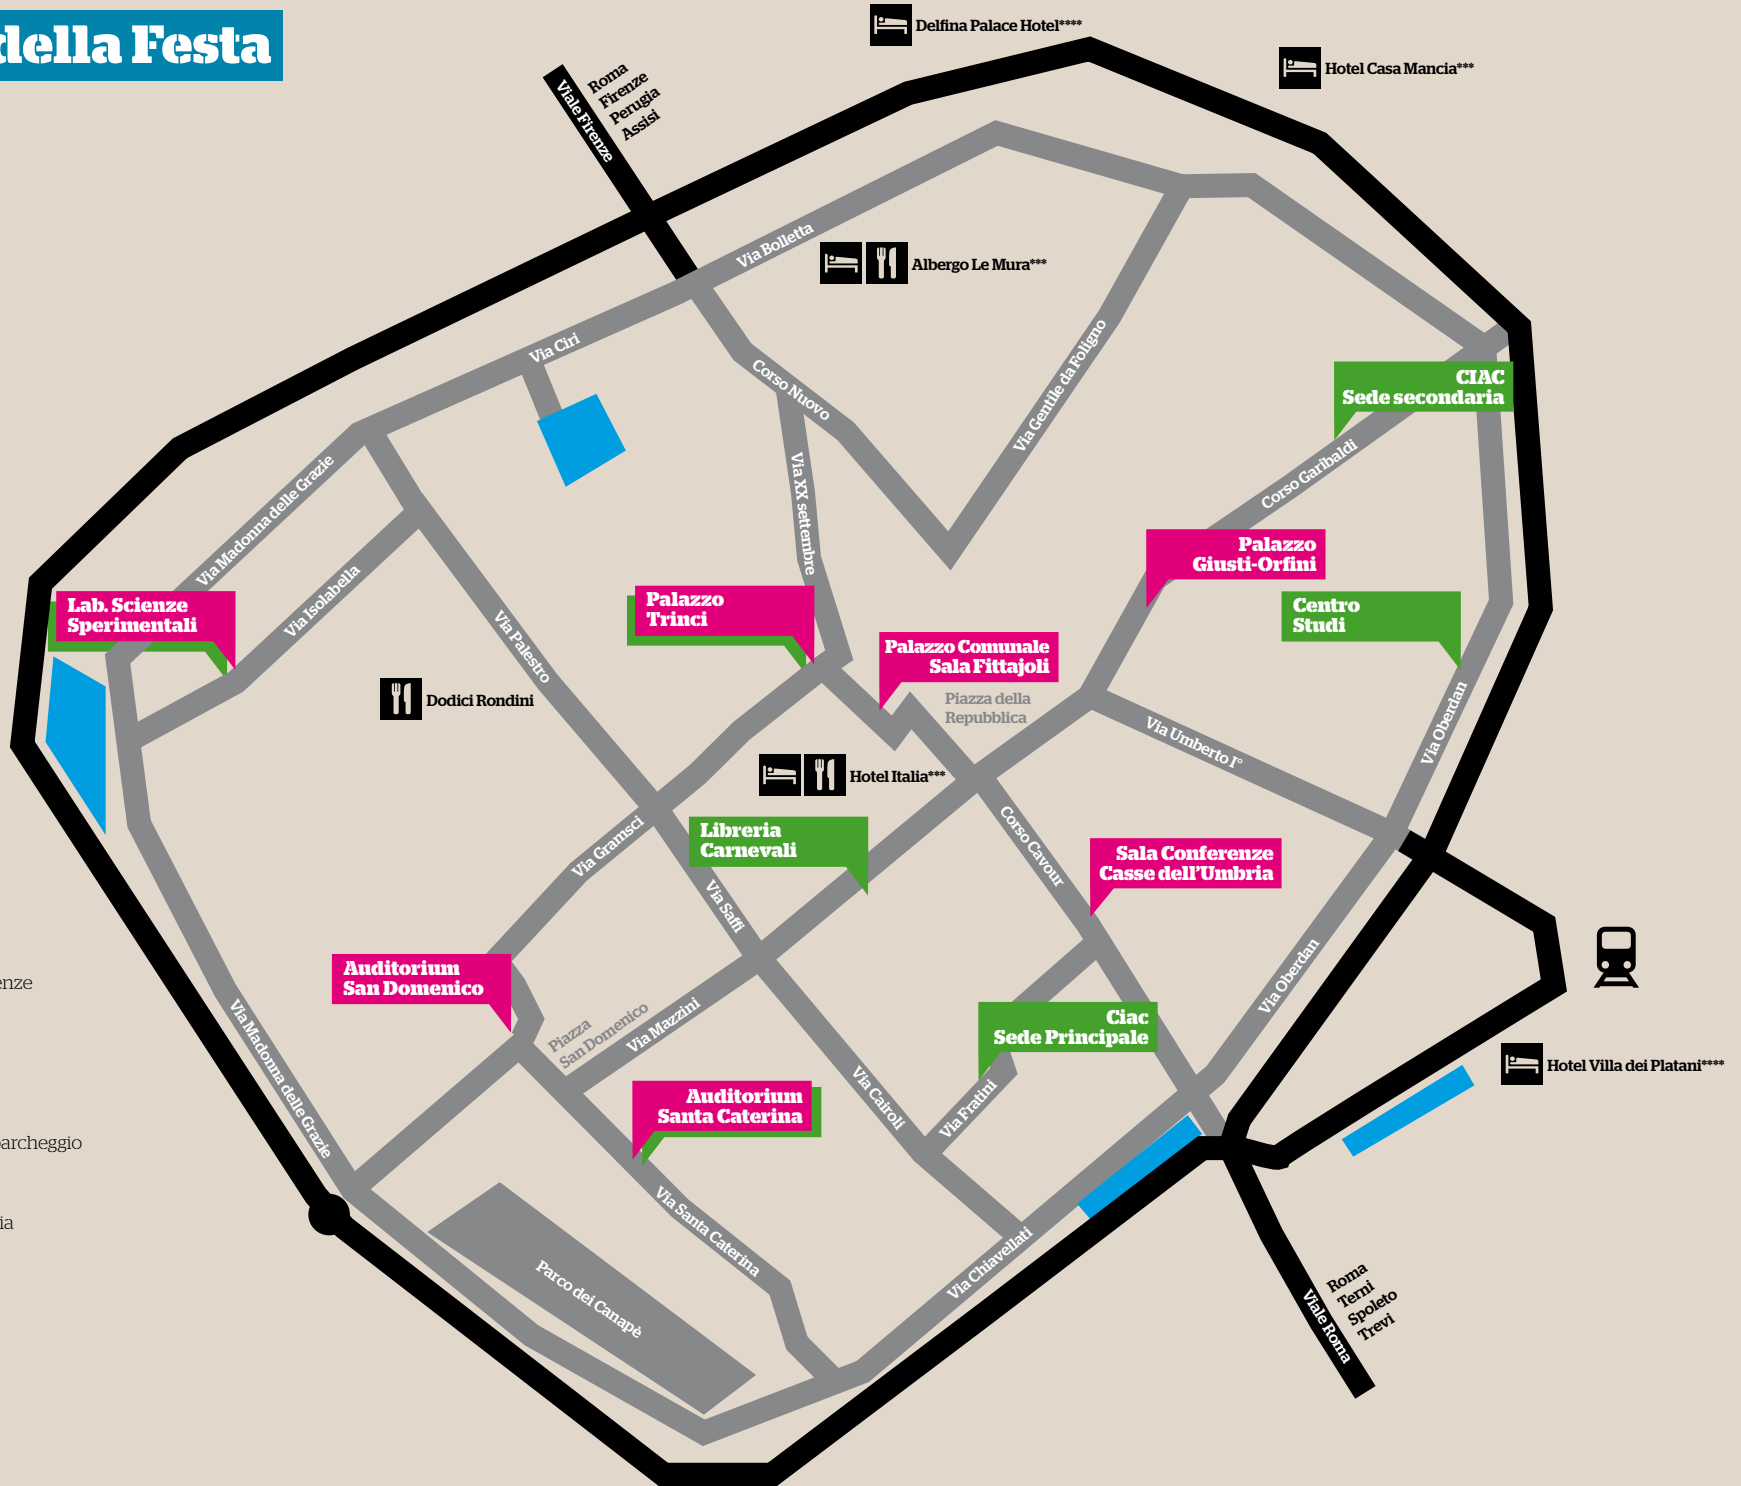 della Festa
Delfina Palace Hotel****
Hotel Casa Mancia***
Viale Firenze
Roma
Firenze
Perugia
Assisi
Via Bolletta
Albergo Le Mura***
Via Ciri
Corso Nuovo
Via Gentile da Foligno
CIAC
Sede secondaria
Via Madonna delle Grazie
Via XX settembre
Corso Garibaldi
Palazzo
Giusti-Orfini
Lab. Scienze
Sperimentali
Via Isolabella
Via Palestro
Palazzo
Trinci
Centro
Studi
Palazzo Comunale
Sala Fittajoli
Piazza della
Repubblica
Dodici Rondini
Via Umberto I°
Via Oberdan
Hotel Italia***
Via Gramsci
Libreria
Carnevali
Corso Cavour
Sala Conferenze
Casse dell'Umbria
Via Saffi
Auditorium
San Domenico
enze
Via Oberdan
Via Madonna delle Grazie
Piazza
San Domenico
Via Mazzini
Ciac
Sede Principale
Hotel Villa dei Platani****
Auditorium
Santa Caterina
Via Cairoli
Via Fratini
archeggio
ia
Via Santa Caterina
Via Chiavellati
Parco dei Canapè
Viale Roma
Roma
Terni
Spoleto
Trevi